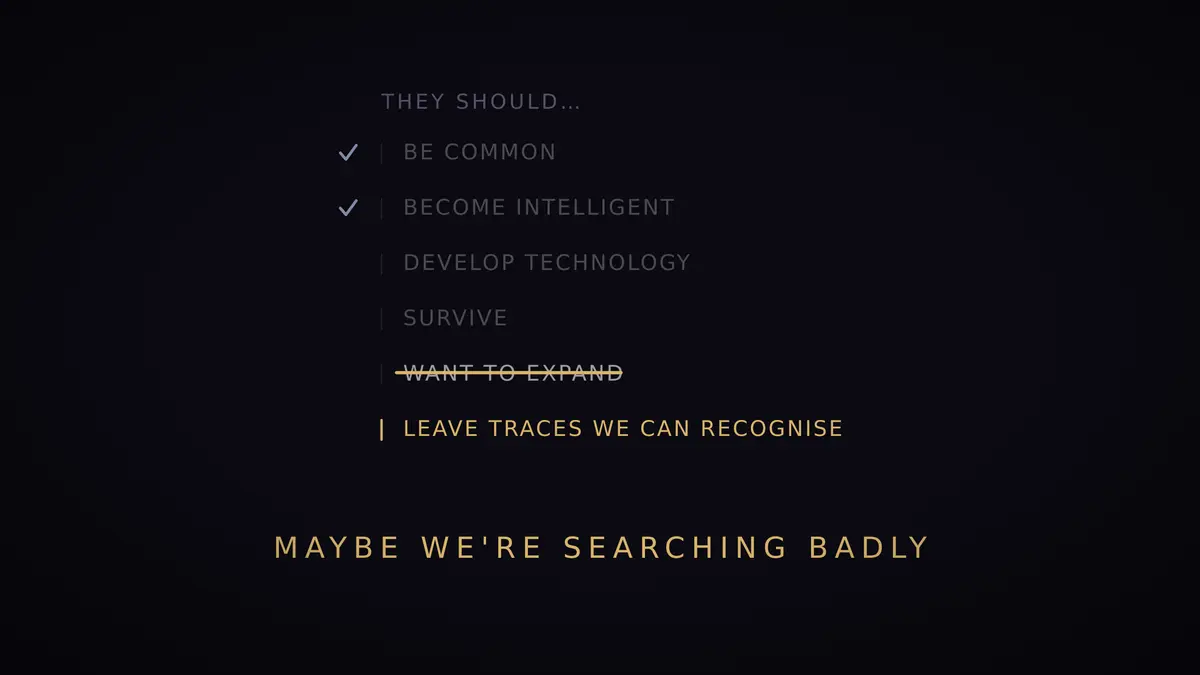 THEY SHOULD…
BE COMMON
BECOME INTELLIGENT
DEVELOP TECHNOLOGY
SURVIVE
WANT TO EXPAND
LEAVE TRACES WE CAN RECOGNISE
MAYBE WE'RE SEARCHING BADLY